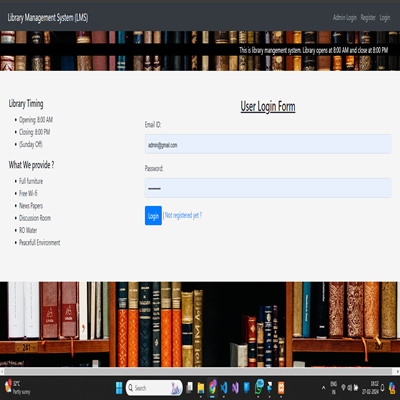 Library Management System (LMS)
Admin Login Register Login
This is library mangement system. Library opens at 8:00 AM and close at 8:00 PM
Library Timing
Opening: 8:00 AM
Closing: 8:00 PM
(Sunday Off)
What We provide ?
Full furniture
Free Wi-fi
News Papers
Discussion Room
RO Water
Peacefull Environment
User Login Form
Email ID:
admin@gmail.com
Password:
Login | Not registered yet ?
32°C
Partly sunny
Search
ENG
IN
18:02
27-02-2024